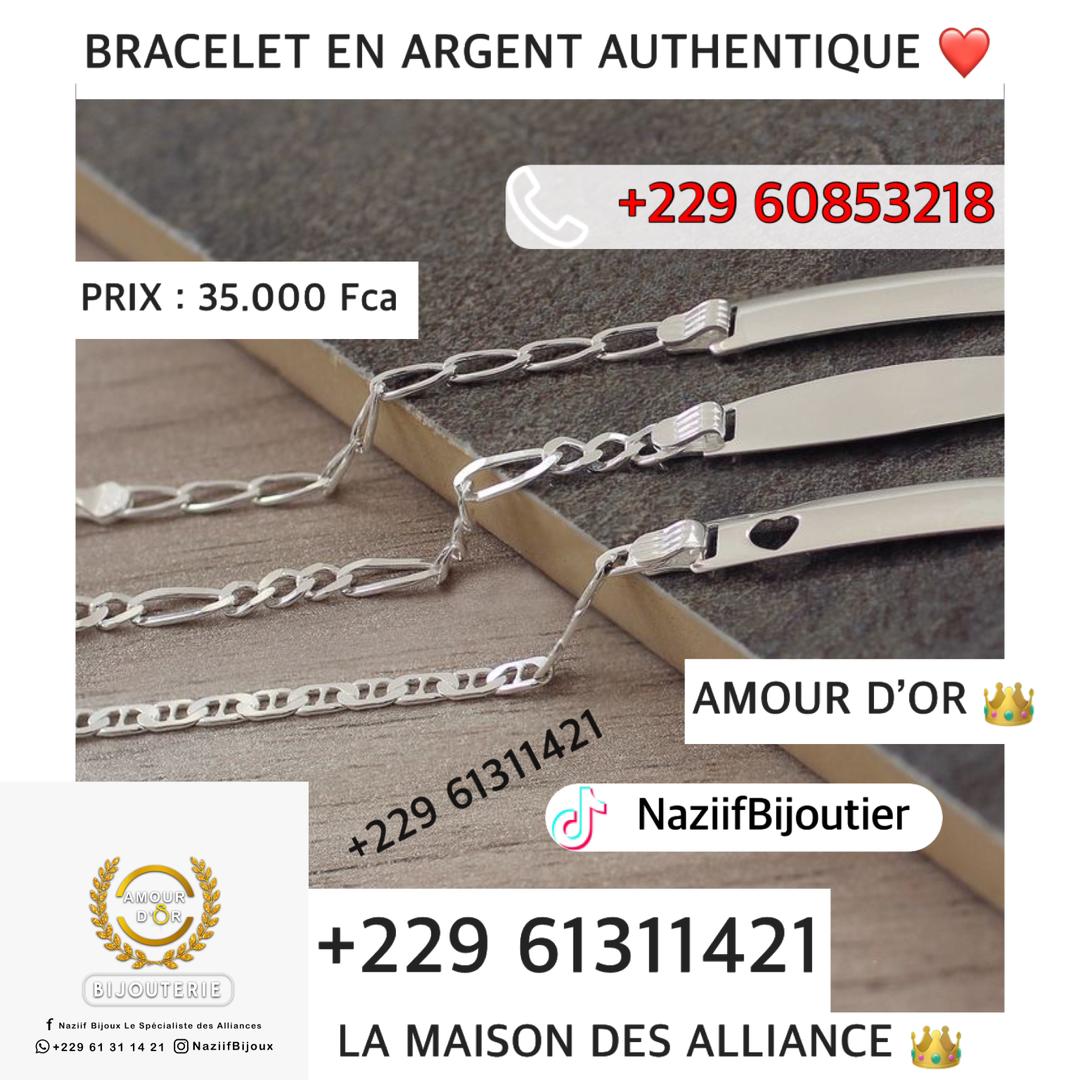 BRACELET EN ARGENT AUTHENTIQUE ❤️
+229 60853218
PRIX : 35.000 Fca
AMOUR D’OR 👑
+229 61311421
NaziifBijoutier
AMOUR
D'OR
BIJOUTERIE
Naziif Bijoux Le Spécialiste des Alliances
+229 61 31 14 21 NaziifBijoux
+229 61311421
LA MAISON DES ALLIANCE 👑